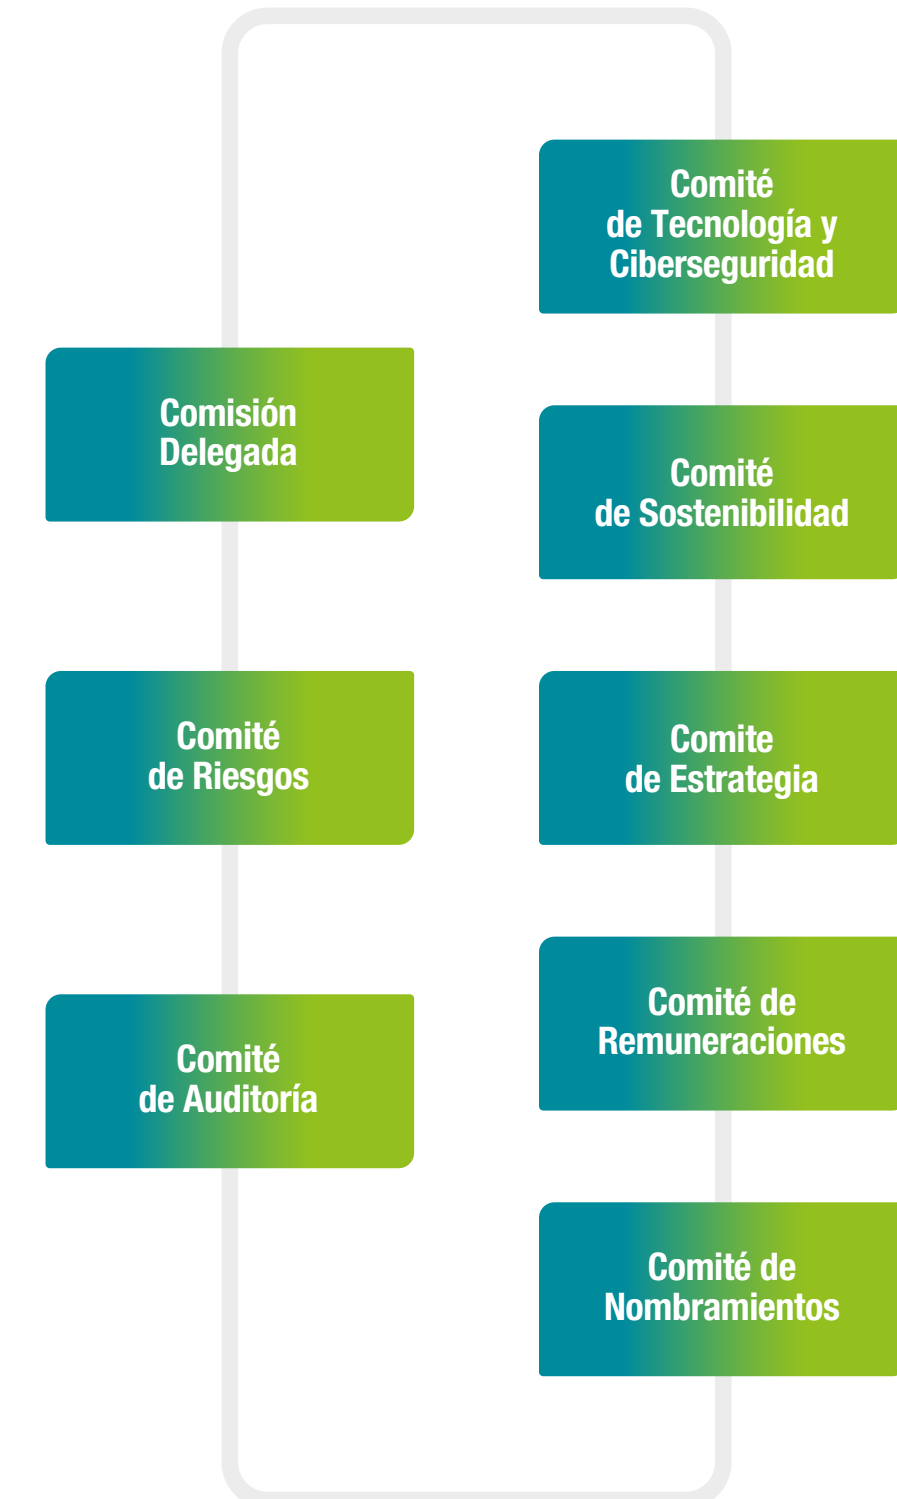 Comisión
Delegada
Comité
de Riesgos
Comité
de Auditoría
Comité
de Tecnología y
Ciberseguridad
Comité
de Sostenibilidad
Comite
de Estrategia
Comité de
Remuneraciones
Comité de
Nombramientos